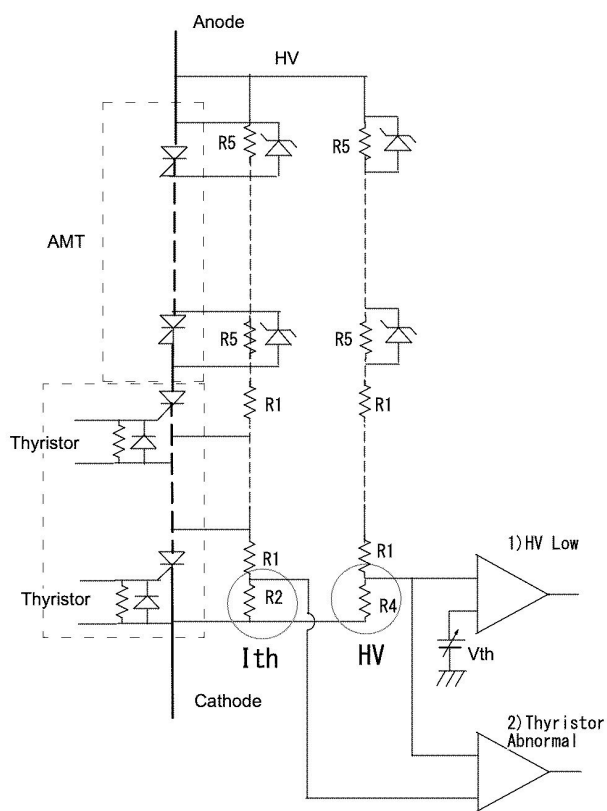 Anode
HV
R5
R5
AMT
R5
R5
R1
R1
Thyristor
R1
R1
1)HV Low
Thyristor
R2
R4
Ith
HV
Vth
Cathode
2)Thyristor
Abnormal